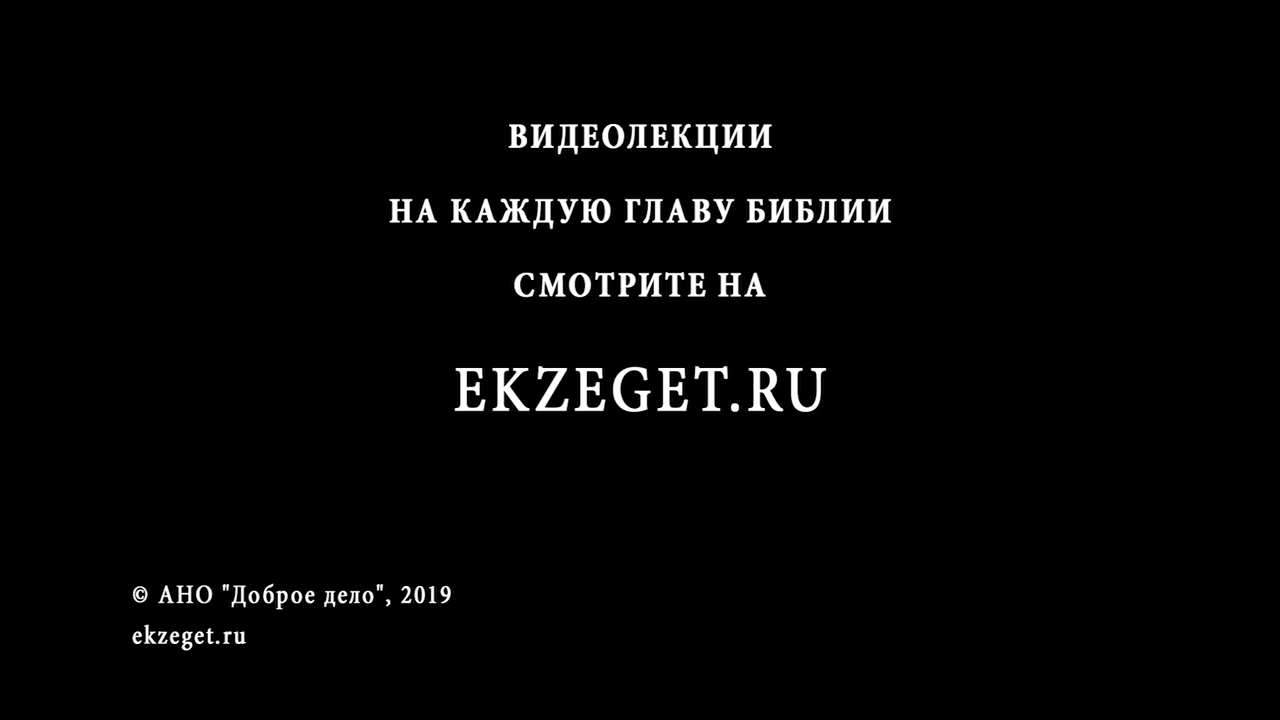 ВИДЕОЛЕКЦИИ
НА КАЖДУЮ ГЛАВУ БИБЛИИ
СМОТРИТЕ НА
EKZEGET.RU
© АНО "Доброе дело", 2019
ekzeget.ru